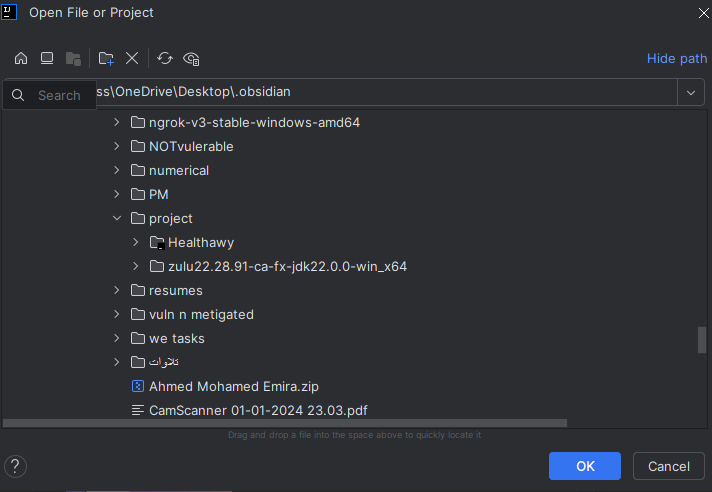 IJ
Open File or Project
Hide path
ss\OneDrive\Desktop\.obsidian
Search
ngrok-v3-stable-windows-amd64
NOTvulerable
numerical
PM
project
Healthawy
zulu22.28.91-ca-fx-jdk22.0.0-win_x64
resumes
vuln n metigated
we tasks
تلاوات
Ahmed Mohamed Emira.zip
CamScanner 01-01-2024 23.03.pdf
Drag and drop a file into the space above to quickly locate it
?
OK
Cancel